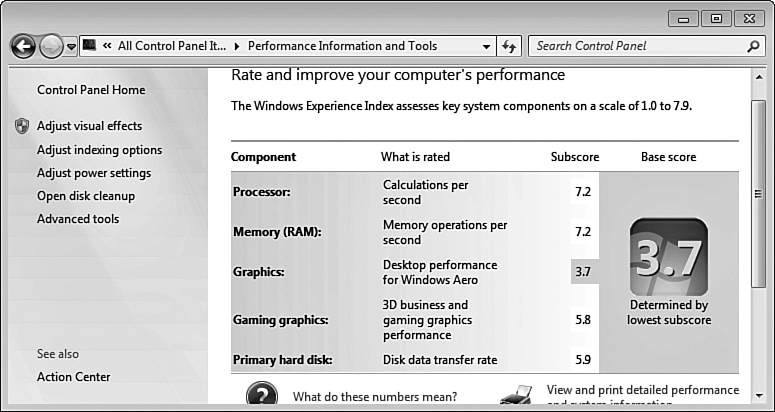 « All Control Panel It... Performance Information and Tools Search Control Panel
Control Panel Home
Adjust visual effects
Adjust indexing options
Adjust power settings
Open disk cleanup
Advanced tools
See also
Action Center
Rate and improve your computer's performance
The Windows Experience Index assesses key system components on a scale of 1.0 to 7.9.
Component What is rated Subscore Base score
Processor: Calculations per second 7.2
Memory (RAM): Memory operations per second 7.2
Graphics: Desktop performance for Windows Aero 3.7
Gaming graphics: 3D business and gaming graphics performance 5.8
Primary hard disk: Disk data transfer rate 5.9
3.7
Determined by
lowest subscore
What do these numbers mean?
View and print detailed performance
and system information